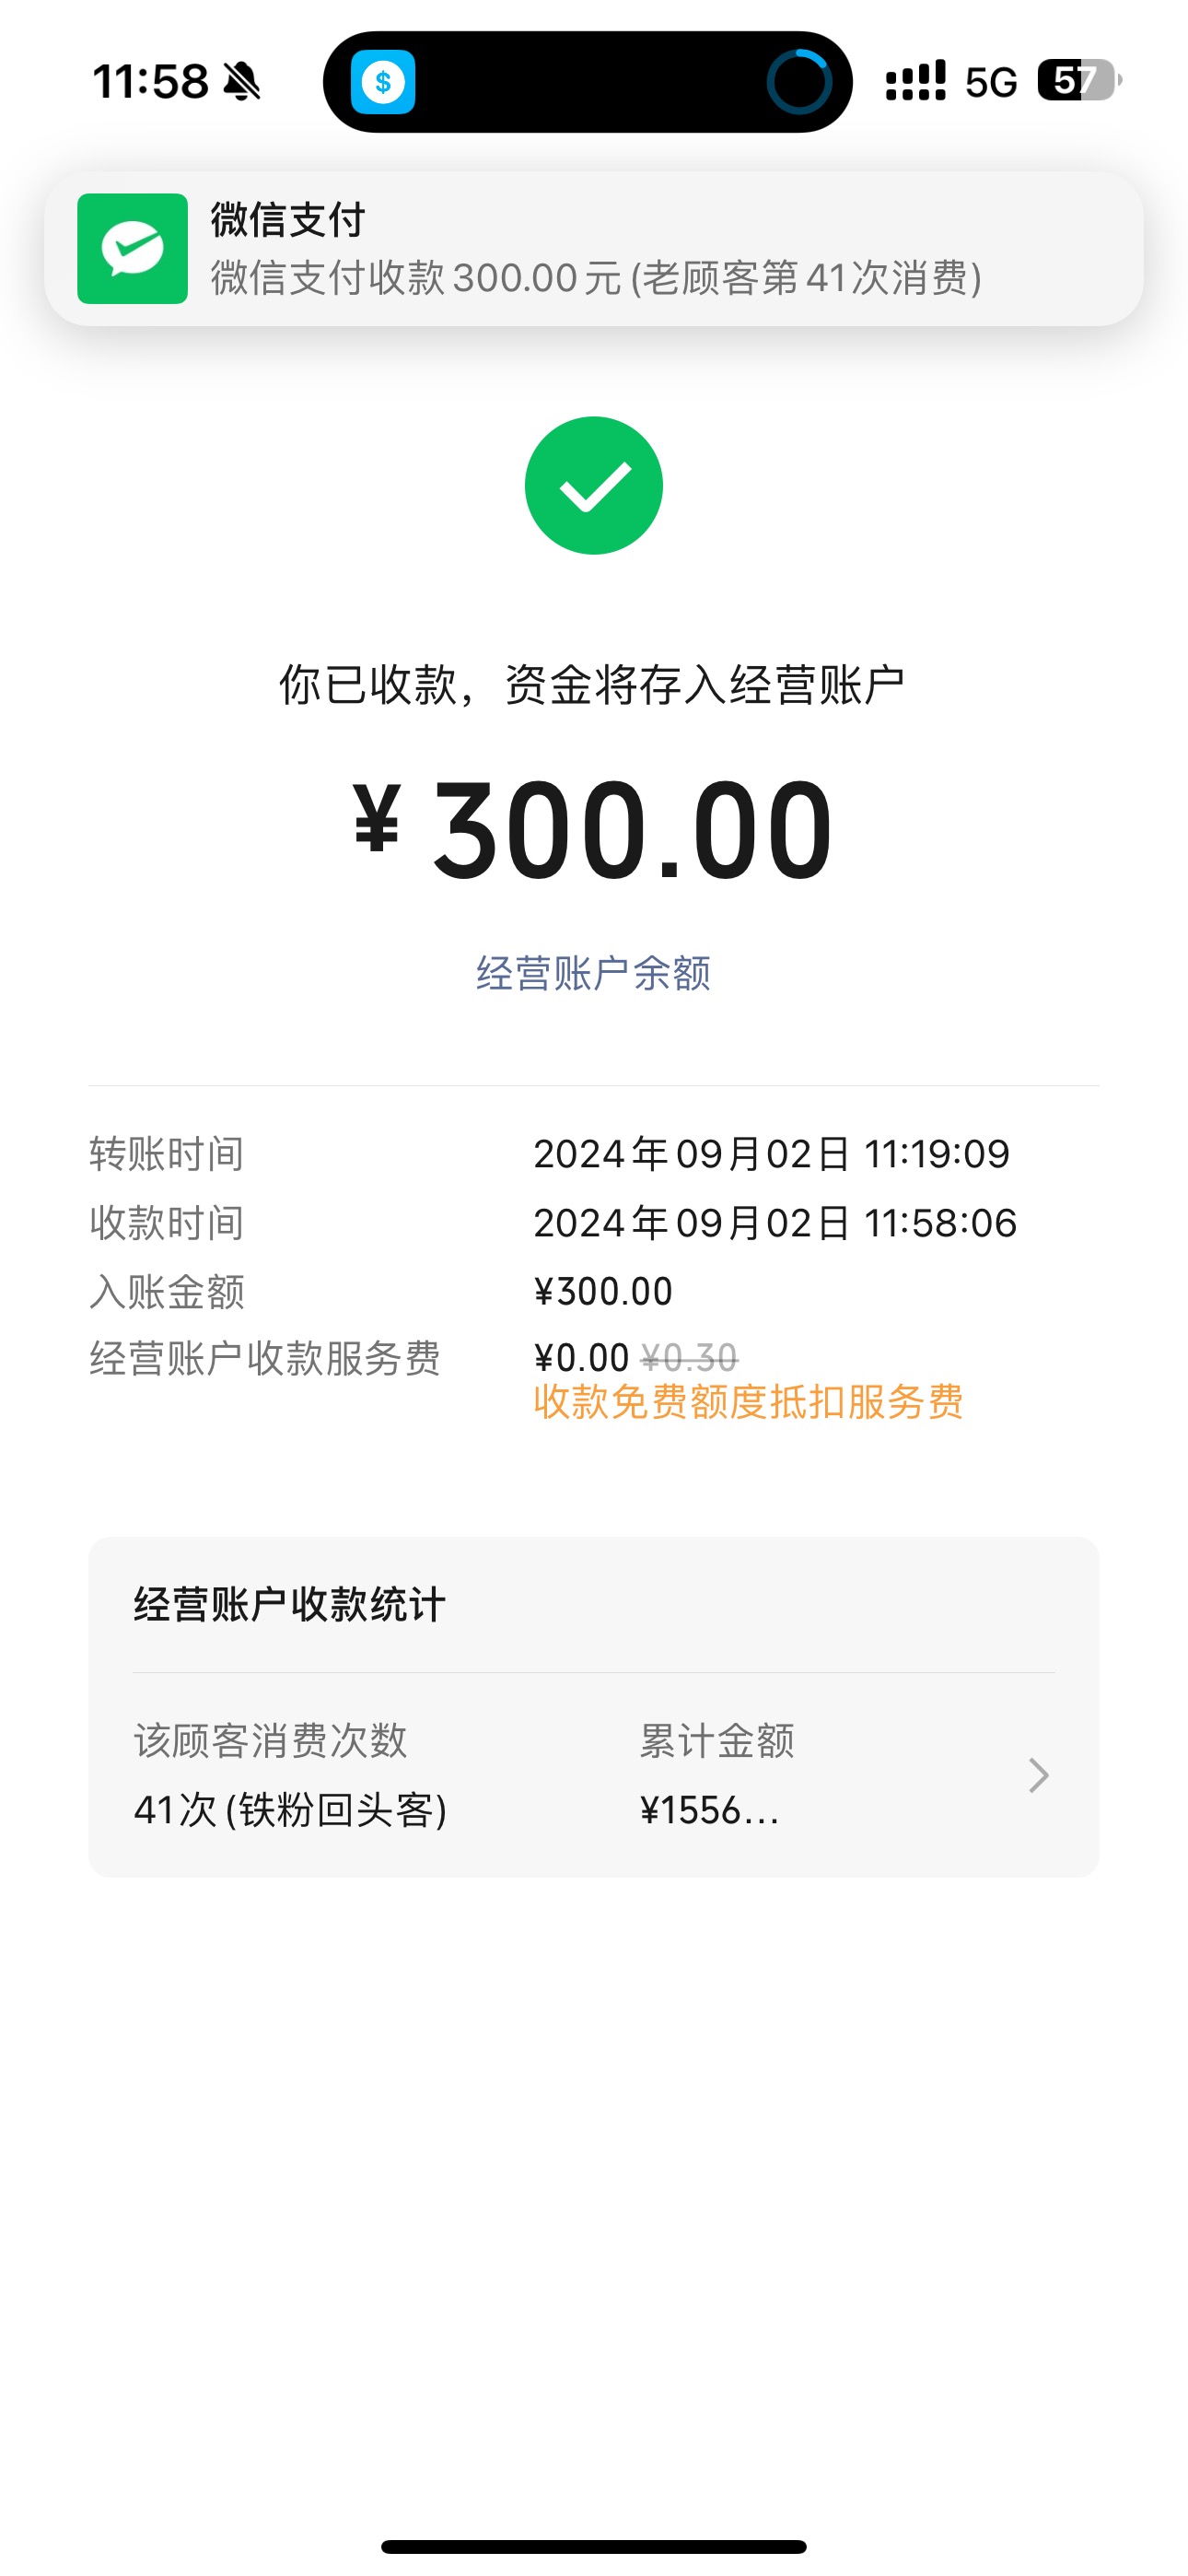 11:58
$
5G
57
微信支付
微信支付收款300.00元(老顾客第41次消费)
你已收款，资金将存入经营账户
¥300.00
经营账户余额
转账时间 2024年09月02日 11:19:09
收款时间 2024年09月02日 11:58:06
入账金额 ¥300.00
经营账户收款服务费 ¥0.00 ¥0.30
收款免费额度抵扣服务费
经营账户收款统计
该顾客消费次数 累计金额
41次(铁粉回头客) ¥1556...